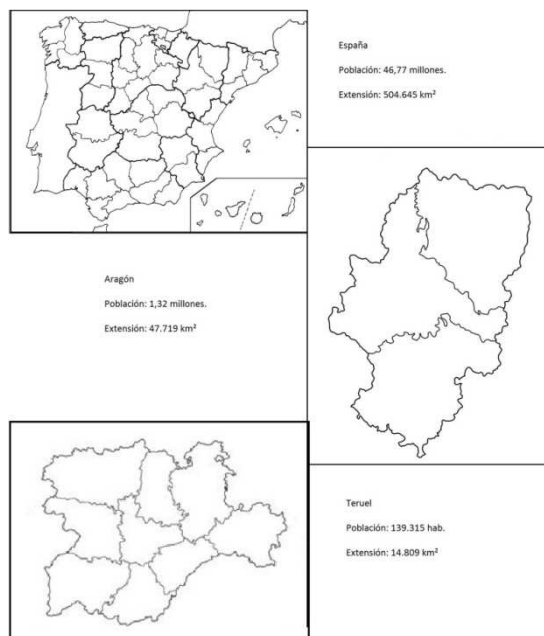 España
Población: 46,77 millones.
Extensión: 504.645 km²
Aragón
Población: 1,32 millones.
Extensión: 47.719 km²
Teruel
Población: 139.315 hab.
Extensión: 14.809 km²